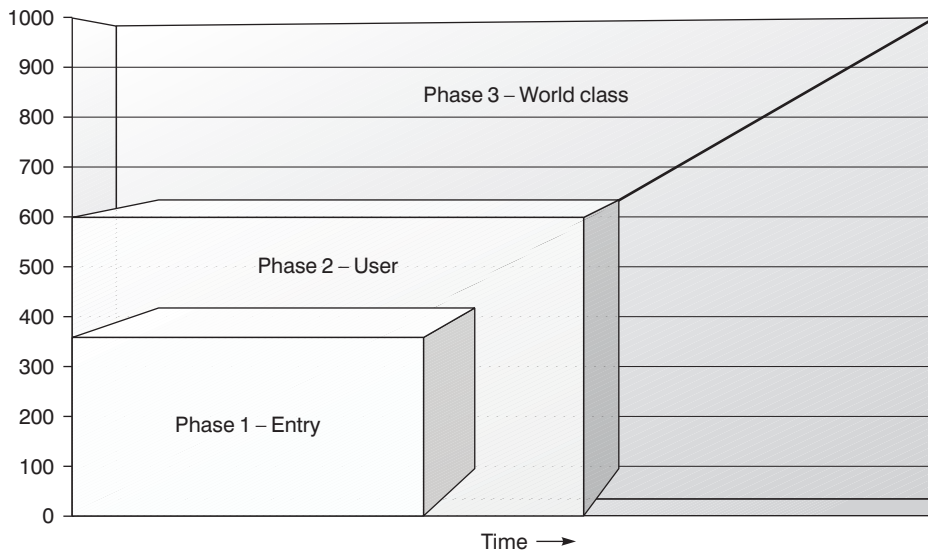 1000
900
800
700
600
500
400
300
200
100
0
Phase 3 – World class
Phase 2 – User
Phase 1 – Entry
Time